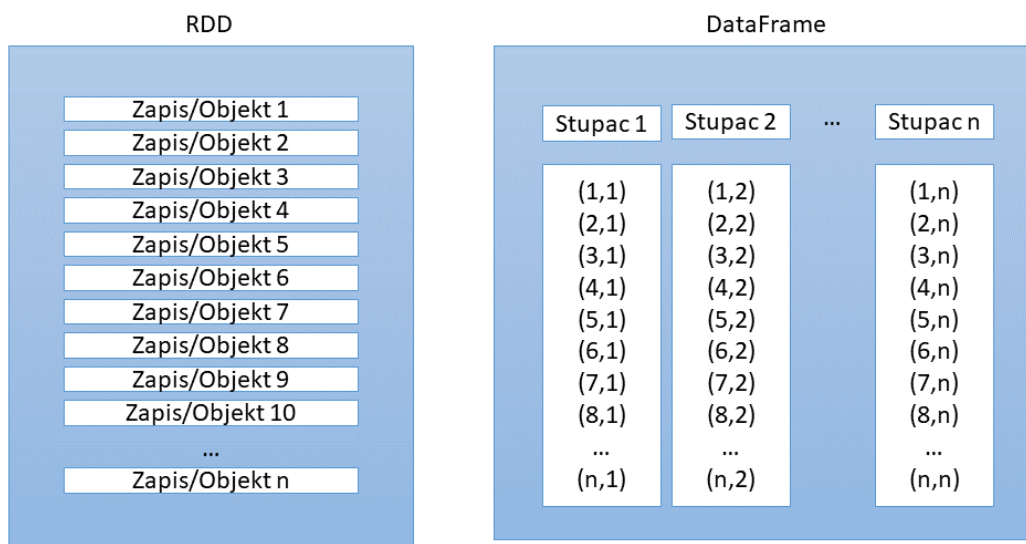 RDD
Zapis/Objekt 1
Zapis/Objekt 2
Zapis/Objekt 3
Zapis/Objekt 4
Zapis/Objekt 5
Zapis/Objekt 6
Zapis/Objekt 7
Zapis/Objekt 8
Zapis/Objekt 9
Zapis/Objekt 10
...
Zapis/Objekt n
DataFrame
Stupac 1 Stupac 2 ... Stupac n
(1,1) (1,2) (1,n)
(2,1) (2,2) (2,n)
(3,1) (3,2) (3,n)
(4,1) (4,2) (4,n)
(5,1) (5,2) (5,n)
(6,1) (6,2) (6,n)
(7,1) (7,2) (7,n)
(8,1) (8,2) (8,n)
... ... ...
(n,1) (n,2) (n,n)